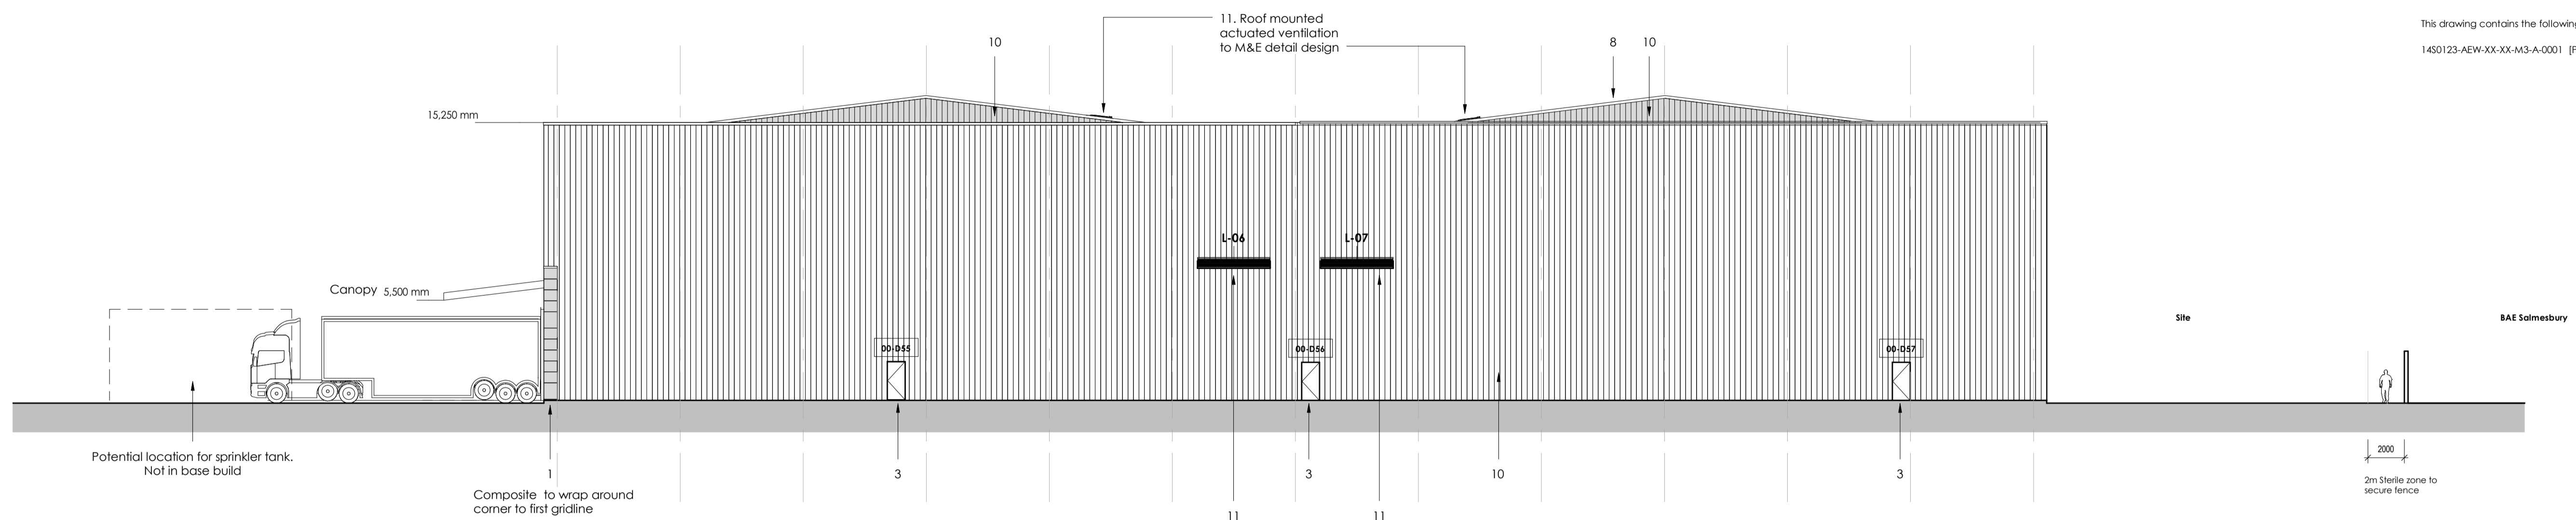 11. Roof mounted
actuated ventilation
to M&E detail design
This drawing contains the following
14S0123-AEW-XX-XX-M3-A-0001 [F
10
8
10
15,250 mm
L-06
L-07
Canopy 5,500 mm
Site
BAE Salmesbury
00-D55
00-D56
00-D57
2000
Potential location for sprinkler tank.
Not in base build
1
3
3
10
3
2m Sterile zone to
secure fence
Composite to wrap around
corner to first gridline
11
11